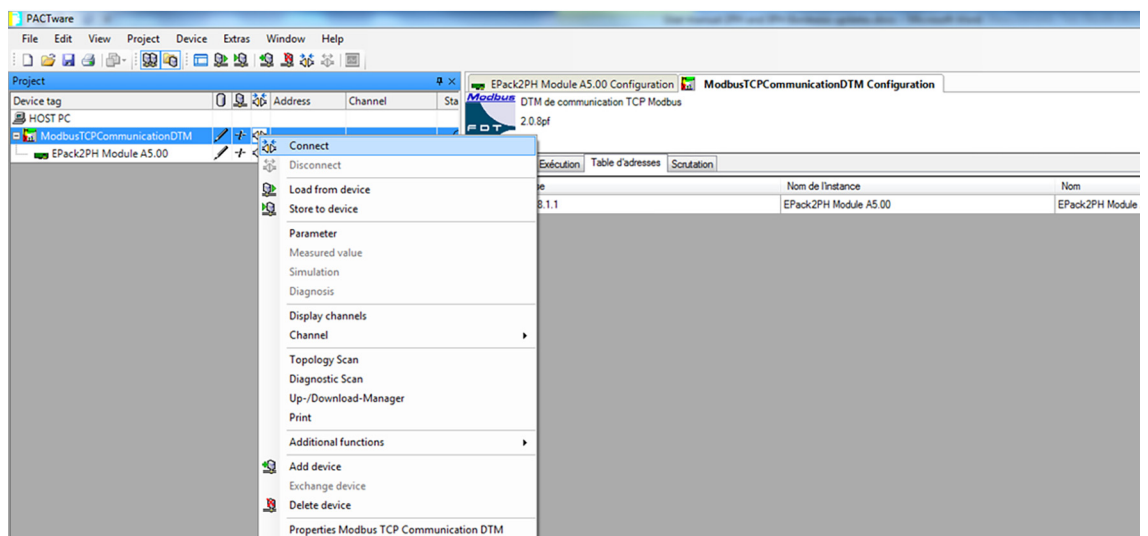 PACTware
File Edit View Project Device Extras Window Help
Project
EPack2PH Module A5.00 Configuration ModbusTCPCommunicationDTM Configuration
Device tag Address Channel Sta
Modbus DTM de communication TCP Modbus
FDT 2.0.8pf
HOST PC
ModbusTCPCommunicationDTM
EPack2PH Module A5.00
Exécution Table d'adresses Scrutation
se Nom de l'instance Nom
8.1.1 EPack2PH Module A5.00 EPack2PH Module
Connect
Disconnect
Load from device
Store to device
Parameter
Measured value
Simulation
Diagnosis
Display channels
Channel
Topology Scan
Diagnostic Scan
Up-/Download-Manager
Print
Additional functions
Add device
Exchange device
Delete device
Properties Modbus TCP Communication DTM